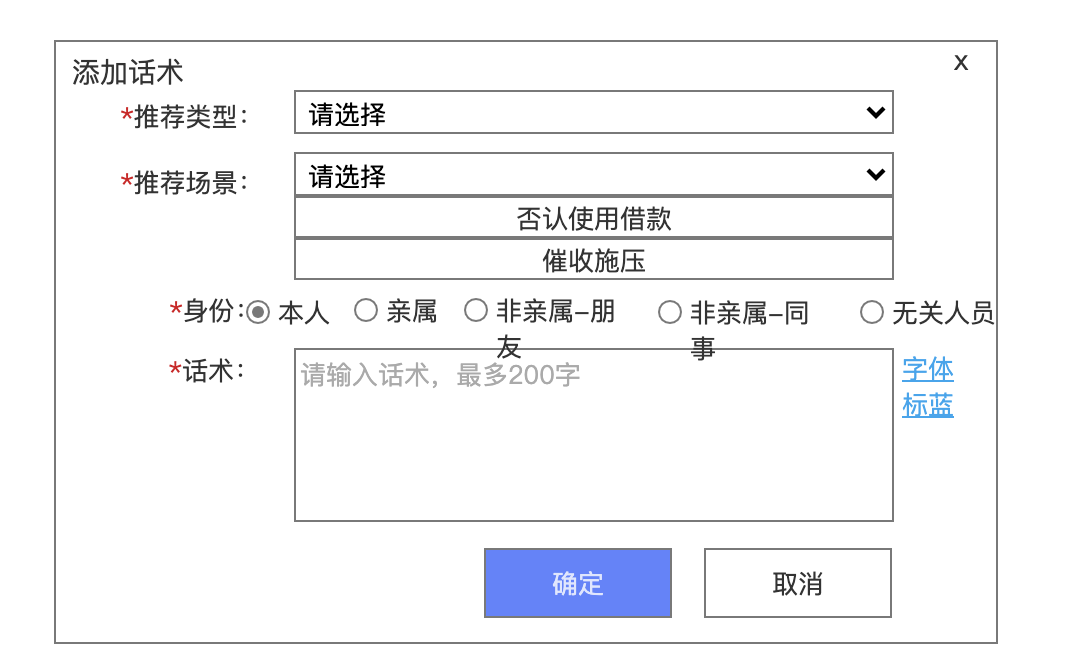 添加话术
x
*推荐类型：
请选择
*推荐场景：
请选择
否认使用借款
催收施压
*身份：
本人
亲属
非亲属-朋友
非亲属-同事
无关人员
*话术：
请输入话术，最多200字
字体
标蓝
确定
取消